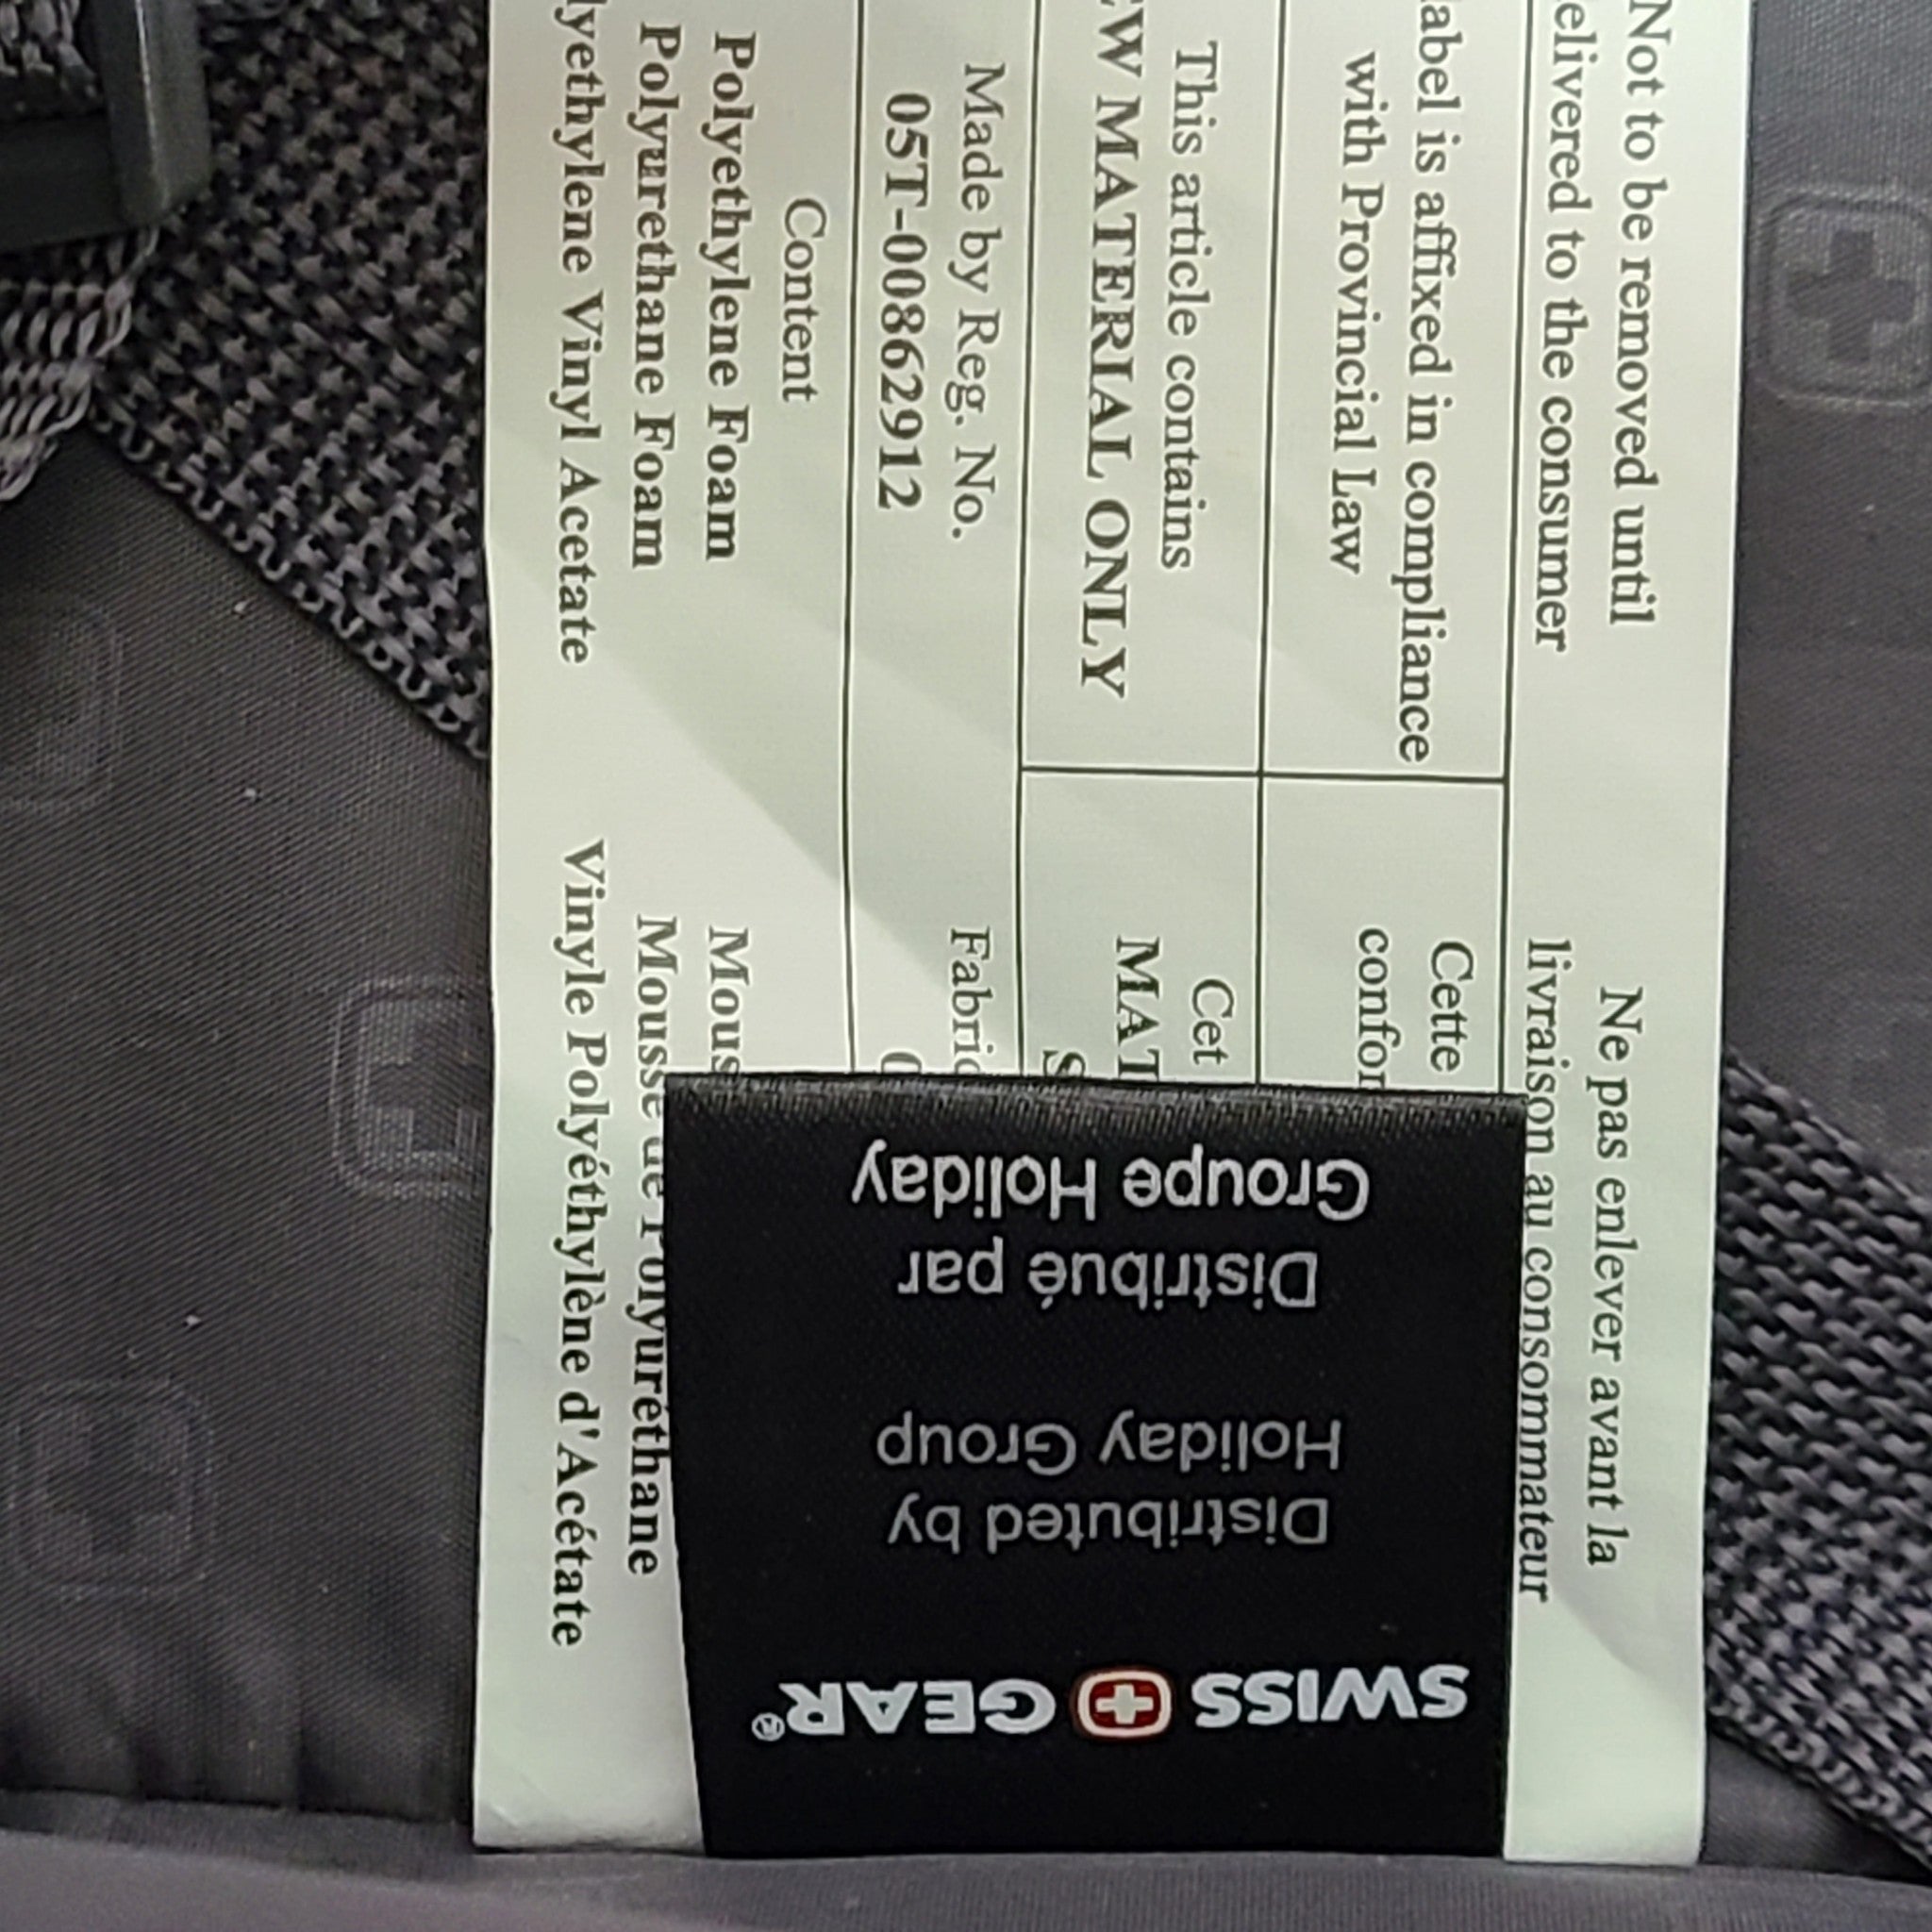 Not to be removed until
delivered to the consumer
Ne pas enlever avant la
livraison au consommateur
label is affixed in compliance
with Provincial Law
Cette
confor
This article contains
EW MATERIAL ONLY
Cet
MAT
S
Made by Reg. No.
05T-00862912
Fabric
Content
Polyethylene Foam
Polyurethane Foam
lyethylene Vinyl Acetate
Mous
Mousse de Polyuréthane
Vinyle Polyéthylène d'Acétate
SWISS GEAR®
Distributed by
Holiday Group
Distribué par
Groupe Holiday